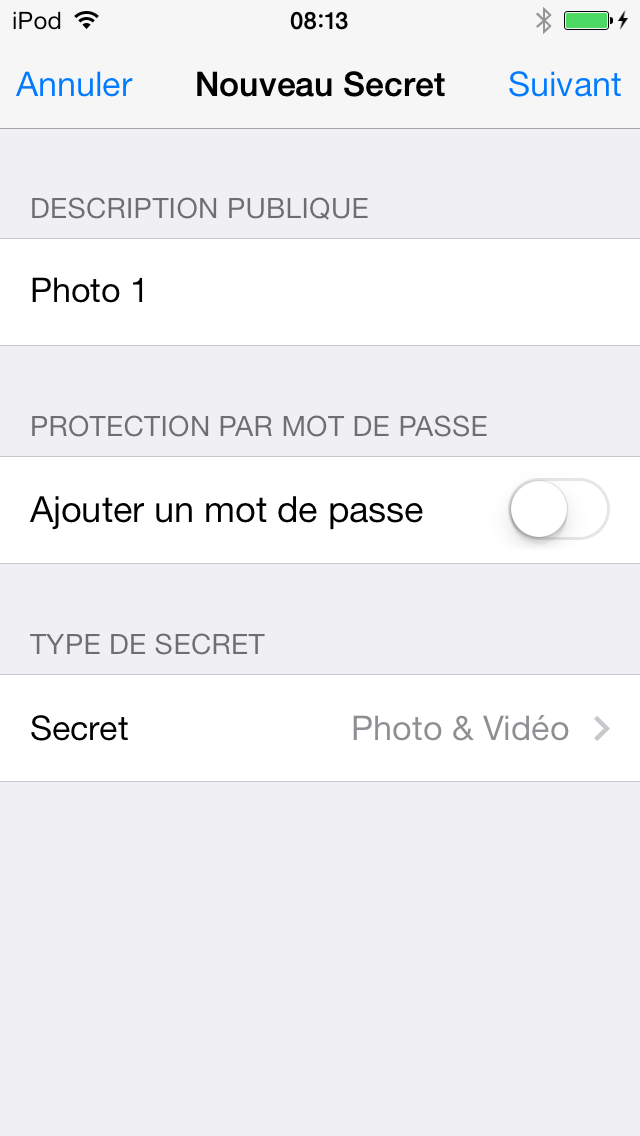 iPod 08:13
Annuler Nouveau Secret Suivant
DESCRIPTION PUBLIQUE
Photo 1
PROTECTION PAR MOT DE PASSE
Ajouter un mot de passe
TYPE DE SECRET
Secret Photo & Vidéo